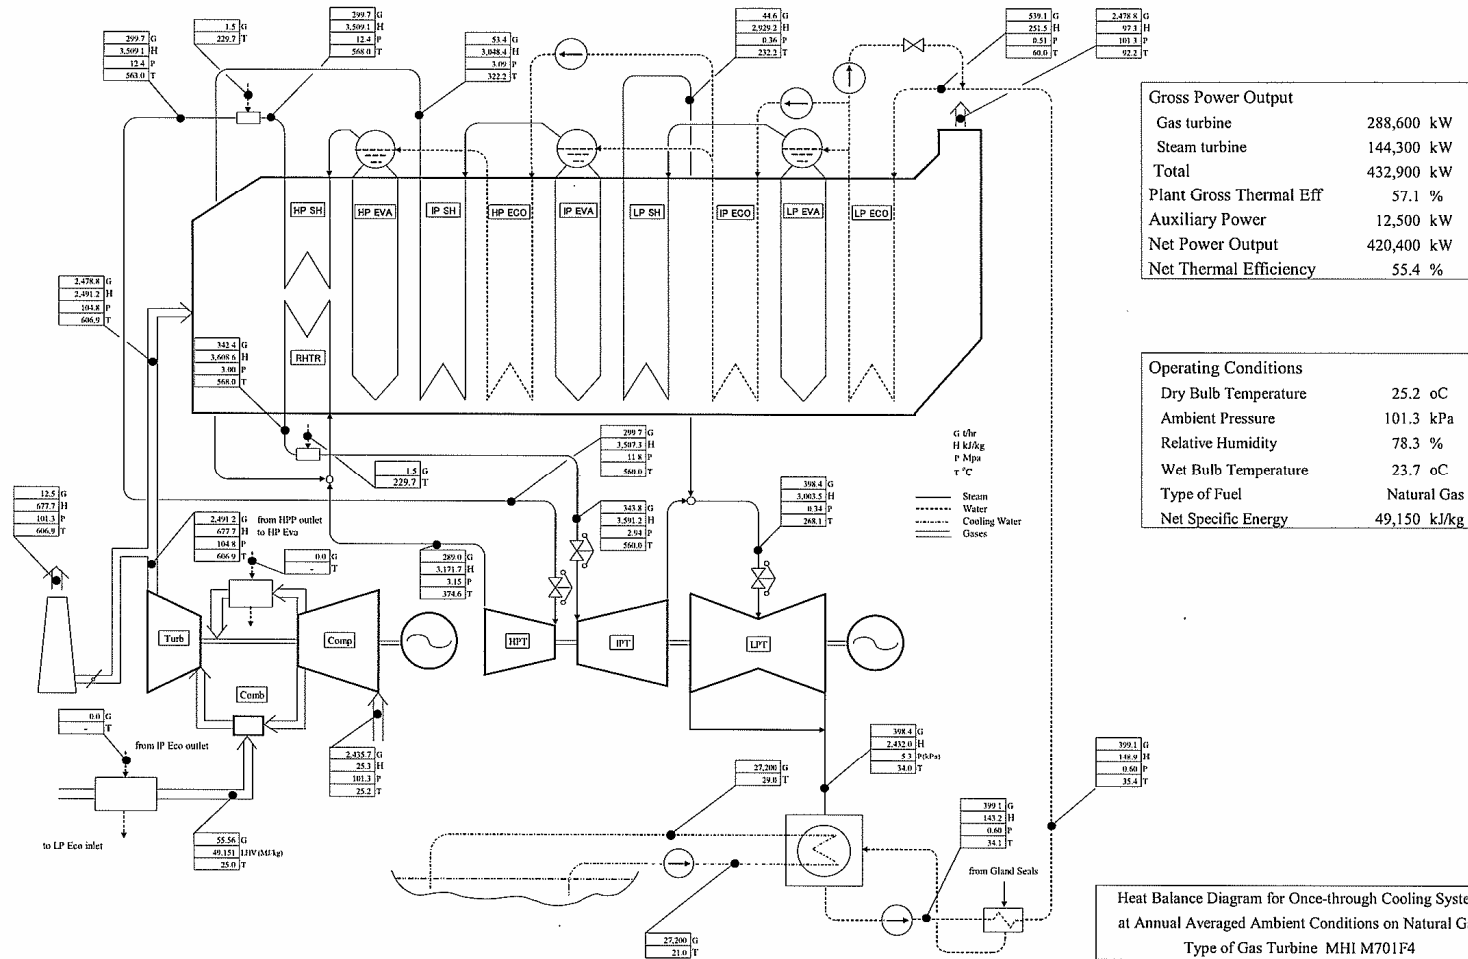 299.7 G
3,509.1 H
12.4 P
563.0 T
1.5 G
229.7 T
299.7 G
3,509.1 H
12.4 P
568.0 T
53.4 G
3,048.4 H
3.09 P
322.2 T
44.6 G
2,929.2 H
0.36 P
232.2 T
539.1 G
251.5 H
0.51 P
60.0 T
2,478.8 G
97.3 H
101.3 P
92.2 T
Gross Power Output
Gas turbine 288,600 kW
Steam turbine 144,300 kW
Total 432,900 kW
Plant Gross Thermal Eff 57.1 %
Auxiliary Power 12,500 kW
Net Power Output 420,400 kW
Net Thermal Efficiency 55.4 %
HP SH
HP EVA
IP SH
HP ECO
IP EVA
LP SH
IP ECO
LP EVA
LP ECO
2,478.8 G
2,491.2 H
104.8 P
606.9 T
342.4 G
3,608.6 H
3.00 P
568.0 T
RHTR
Operating Conditions
Dry Bulb Temperature 25.2 oC
Ambient Pressure 101.3 kPa
Relative Humidity 78.3 %
Wet Bulb Temperature 23.7 oC
Type of Fuel Natural Gas
Net Specific Energy 49,150 kJ/kg
G t/hr
H kJ/kg
P Mpa
T °C
Steam
Water
Cooling Water
Gases
299.7 G
3,507.3 H
11.8 P
560.0 T
1.5 G
229.7 T
398.4 G
3,003.5 H
0.34 P
268.1 T
12.5 G
677.7 H
101.3 P
606.9 T
2,491.2 G
677.7 H
104.8 P
606.9 T
from HPP outlet
to HP Eva
0.0 G
- T
343.8 G
3,591.2 H
2.94 P
560.0 T
289.0 G
3,171.7 H
3.15 P
374.6 T
Turb
Comp
HPT
IPT
LPT
Comb
0.0 G
- T
from IP Eco outlet
to LP Eco inlet
2,435.7 G
25.3 H
101.3 P
25.2 T
55.56 G
49.151 LHV(MJ/kg)
25.0 T
398.4 G
2,432.0 H
5.3 P(kPa)
34.0 T
27,200 G
29.0 T
399.1 G
148.9 H
0.60 P
35.4 T
399.1 G
143.2 H
0.60 P
34.1 T
from Gland Seals
27,200 G
21.0 T
Heat Balance Diagram for Once-through Cooling Syste
at Annual Averaged Ambient Conditions on Natural G
Type of Gas Turbine MHI M701F4